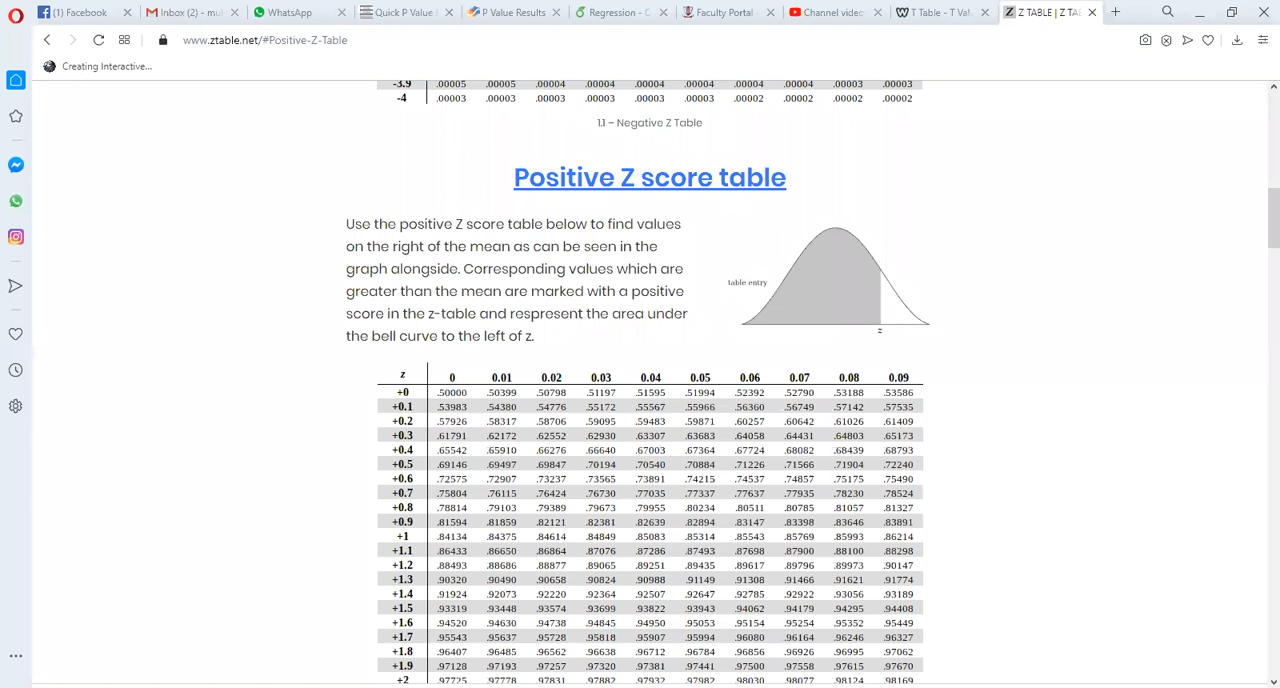 (1) Facebook
Inbox (2) - mul
WhatsApp
Quick P Value
P Value Results
Regression - C
Faculty Portal -
Channel video
T Table - T Val
Z TABLE | Z TAB
www.ztable.net/#Positive-Z-Table
Creating Interactive...
-3.9 .00005 .00005 .00004 .00004 .00004 .00004 .00004 .00004 .00003 .00003
-4 .00003 .00003 .00003 .00003 .00003 .00003 .00002 .00002 .00002 .00002
1.1 – Negative Z Table
Positive Z score table
Use the positive Z score table below to find values
on the right of the mean as can be seen in the
graph alongside. Corresponding values which are
greater than the mean are marked with a positive
score in the z-table and respresent the area under
the bell curve to the left of z.
table entry
z
z 0 0.01 0.02 0.03 0.04 0.05 0.06 0.07 0.08 0.09
+0 .50000 .50399 .50798 .51197 .51595 .51994 .52392 .52790 .53188 .53586
+0.1 .53983 .54380 .54776 .55172 .55567 .55966 .56360 .56749 .57142 .57535
+0.2 .57926 .58317 .58706 .59095 .59483 .59871 .60257 .60642 .61026 .61409
+0.3 .61791 .62172 .62552 .62930 .63307 .63683 .64058 .64431 .64803 .65173
+0.4 .65542 .65910 .66276 .66640 .67003 .67364 .67724 .68082 .68439 .68793
+0.5 .69146 .69497 .69847 .70194 .70540 .70884 .71226 .71566 .71904 .72240
+0.6 .72575 .72907 .73237 .73565 .73891 .74215 .74537 .74857 .75175 .75490
+0.7 .75804 .76115 .76424 .76730 .77035 .77337 .77637 .77935 .78230 .78524
+0.8 .78814 .79103 .79389 .79673 .79955 .80234 .80511 .80785 .81057 .81327
+0.9 .81594 .81859 .82121 .82381 .82639 .82894 .83147 .83398 .83646 .83891
+1 .84134 .84375 .84614 .84849 .85083 .85314 .85543 .85769 .85993 .86214
+1.1 .86433 .86650 .86864 .87076 .87286 .87493 .87698 .87900 .88100 .88298
+1.2 .88493 .88686 .88877 .89065 .89251 .89435 .89617 .89796 .89973 .90147
+1.3 .90320 .90490 .90658 .90824 .90988 .91149 .91308 .91466 .91621 .91774
+1.4 .91924 .92073 .92220 .92364 .92507 .92647 .92785 .92922 .93056 .93189
+1.5 .93319 .93448 .93574 .93699 .93822 .93943 .94062 .94179 .94295 .94408
+1.6 .94520 .94630 .94738 .94845 .94950 .95053 .95154 .95254 .95352 .95449
+1.7 .95543 .95637 .95728 .95818 .95907 .95994 .96080 .96164 .96246 .96327
+1.8 .96407 .96485 .96562 .96638 .96712 .96784 .96856 .96926 .96995 .97062
+1.9 .97128 .97193 .97257 .97320 .97381 .97441 .97500 .97558 .97615 .97670
+2 .97725 .97778 .97831 .97882 .97932 .97982 .98030 .98077 .98124 .98169